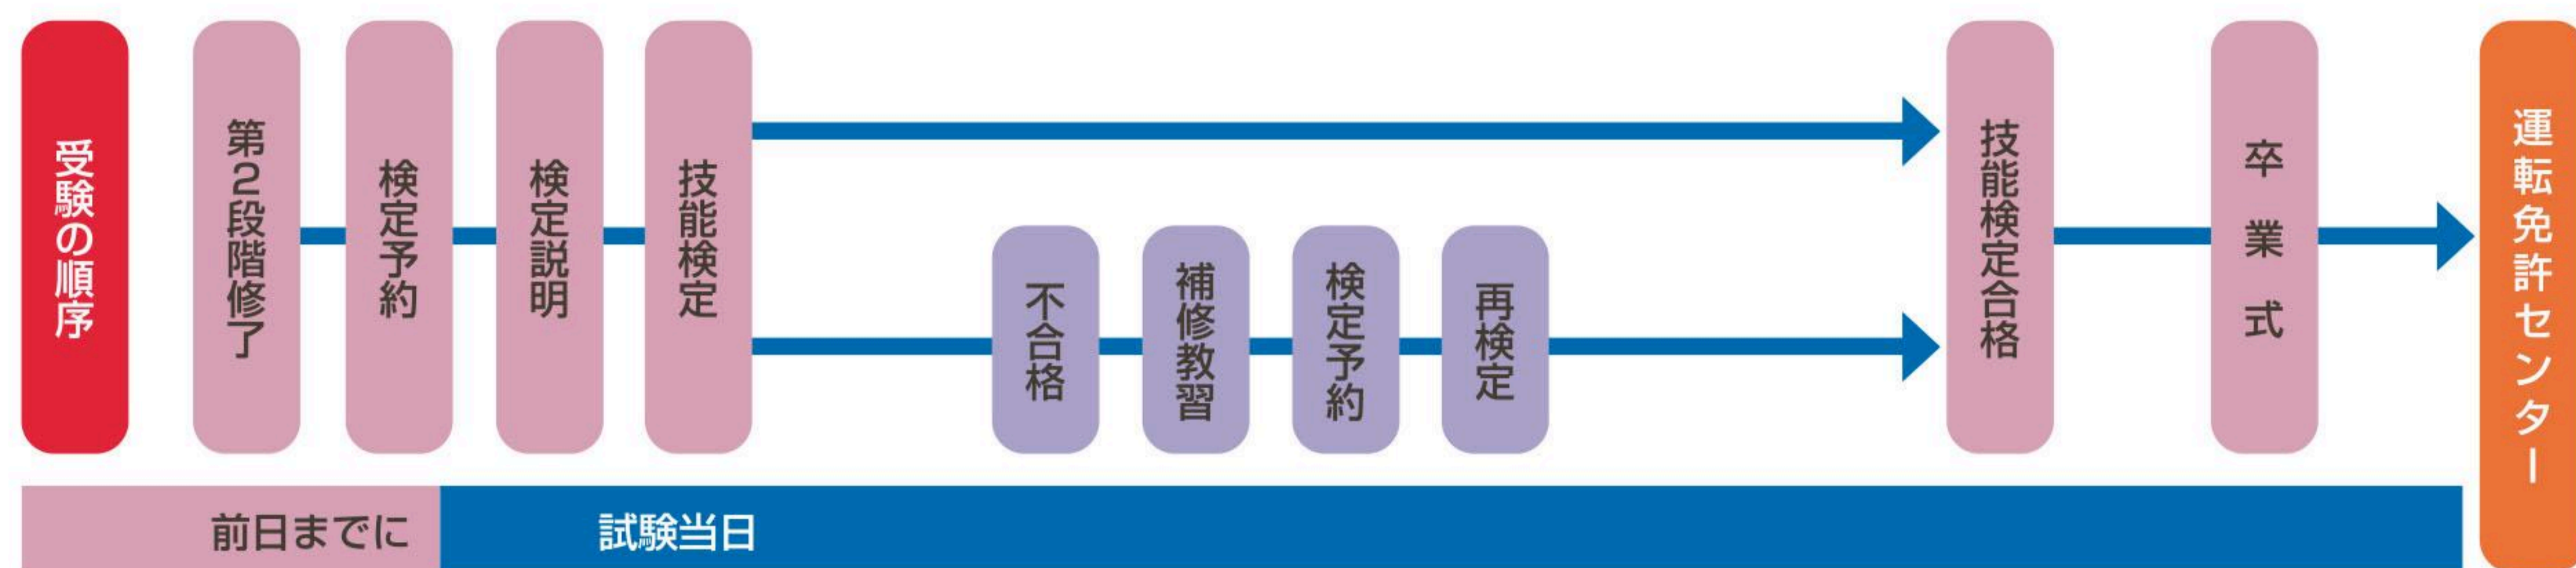 受験の順序
第2段階修了
検定予約
検定説明
技能検定
不合格
補修教習
検定予約
再検定
技能検定合格
卒業式
運転免許センター
前日までに
試験当日